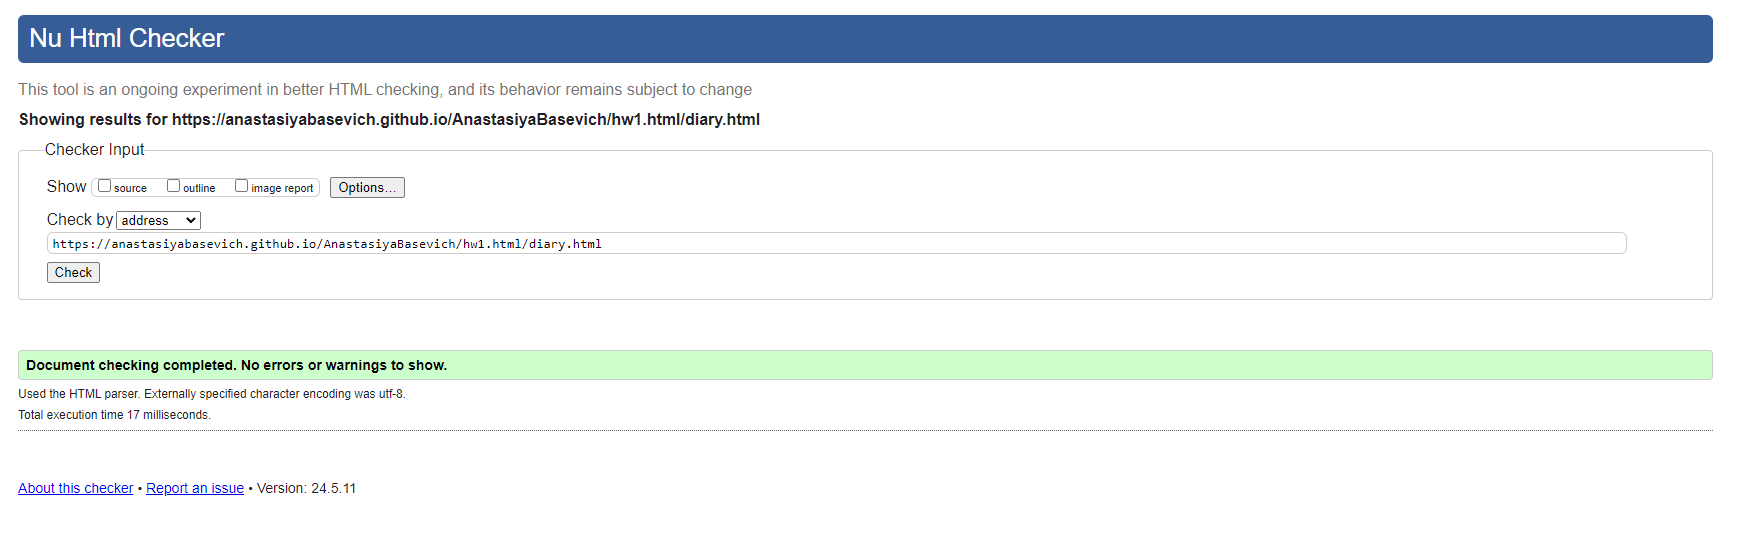 Nu Html Checker
This tool is an ongoing experiment in better HTML checking, and its behavior remains subject to change
Showing results for https://anastasiyabasevich.github.io/AnastasiyaBasevich/hw1.html/diary.html
Checker Input
Show source outline image report Options...
Check by address
https://anastasiyabasevich.github.io/AnastasiyaBasevich/hw1.html/diary.html
Check
Document checking completed. No errors or warnings to show.
Used the HTML parser. Externally specified character encoding was utf-8.
Total execution time 17 milliseconds.
About this checker • Report an issue • Version: 24.5.11